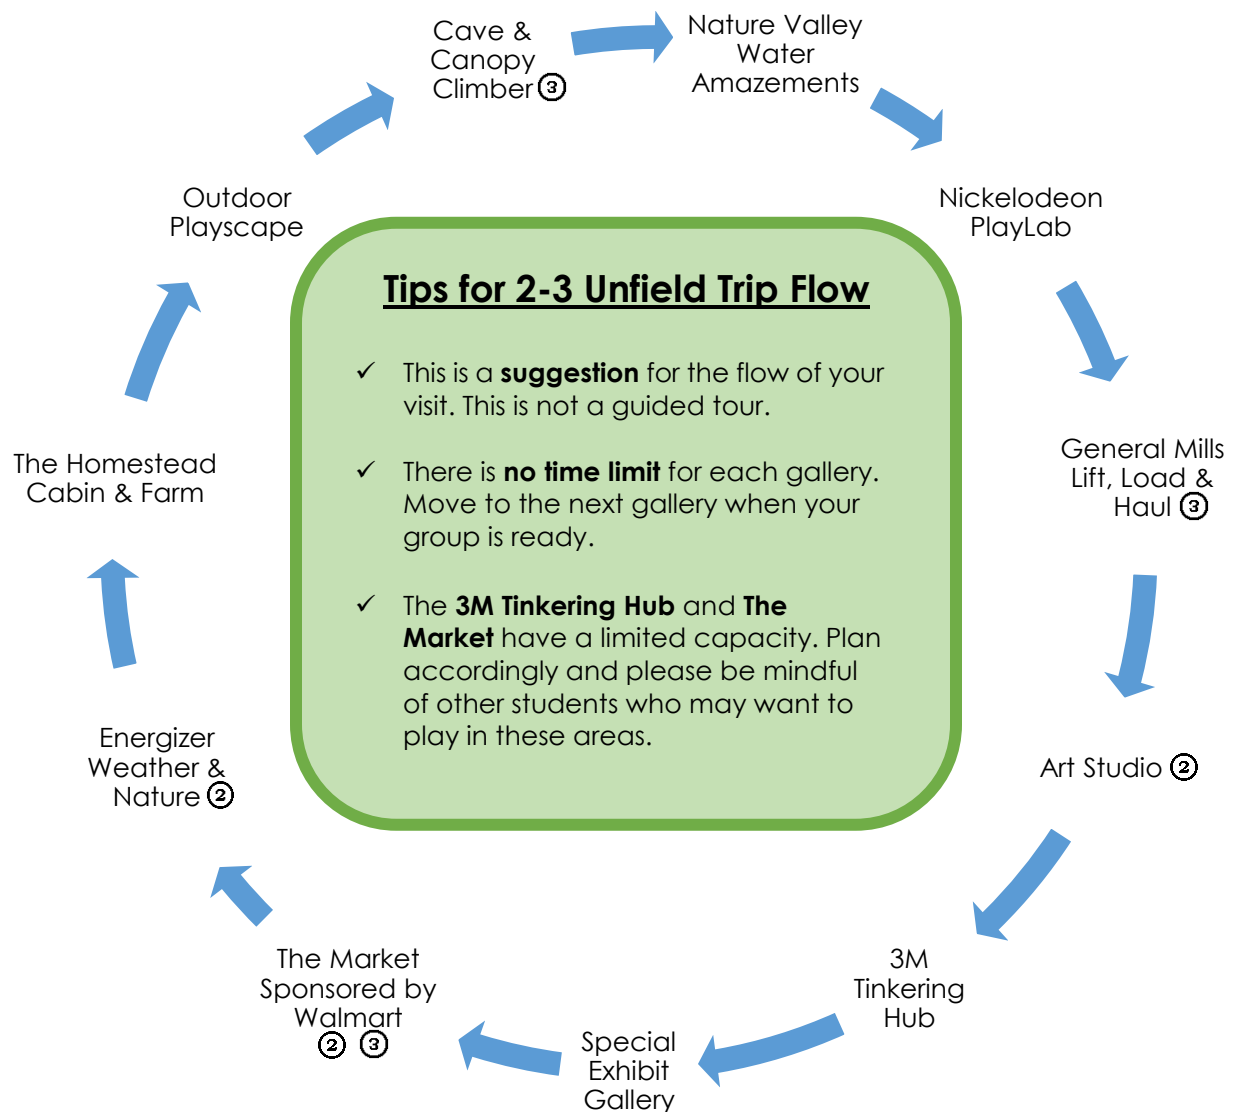 Cave &
Canopy
Climber ③
Nature Valley
Water
Amazements
Nickelodeon
PlayLab
General Mills
Lift, Load &
Haul ③
Art Studio ②
3M
Tinkering
Hub
Special
Exhibit
Gallery
The Market
Sponsored by
Walmart
② ③
Energizer
Weather &
Nature ②
The Homestead
Cabin & Farm
Outdoor
Playscape
Tips for 2-3 Unfield Trip Flow
✓ This is a suggestion for the flow of your
visit. This is not a guided tour.
✓ There is no time limit for each gallery.
Move to the next gallery when your
group is ready.
✓ The 3M Tinkering Hub and The
Market have a limited capacity. Plan
accordingly and please be mindful
of other students who may want to
play in these areas.